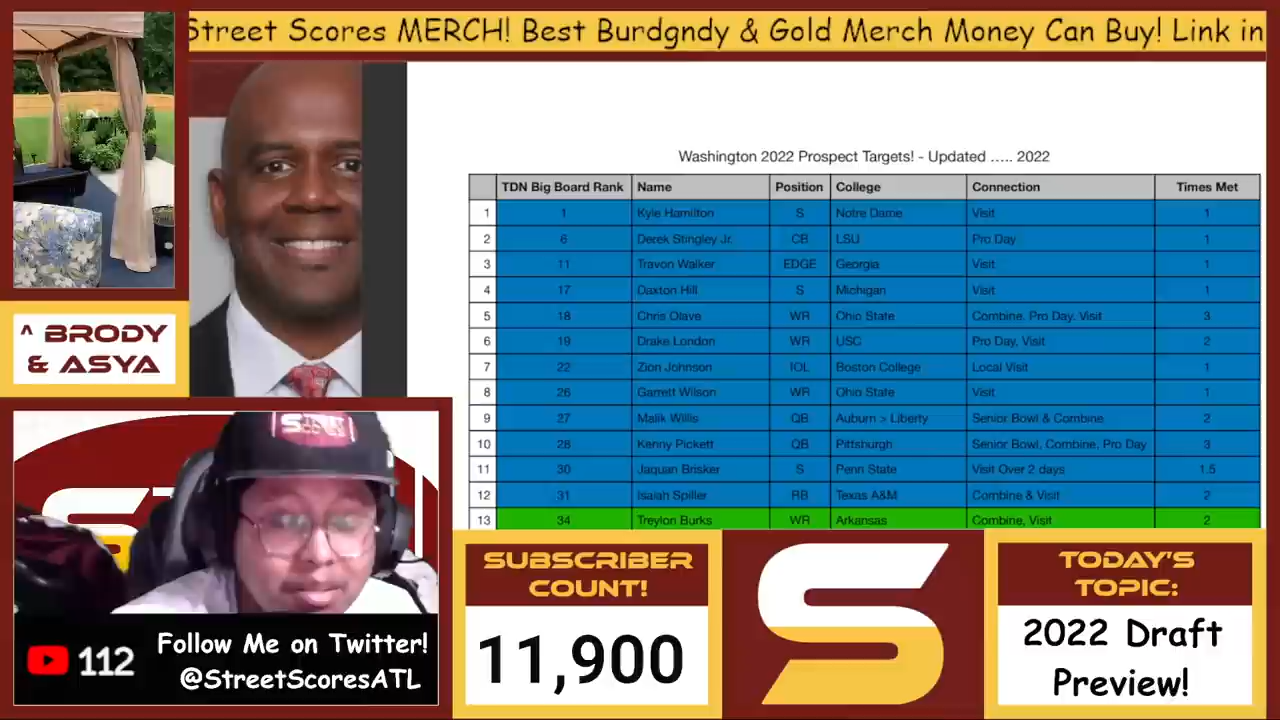 Street Scores MERCH! Best Burdgndy & Gold Merch Money Can Buy! Link in
Washington 2022 Prospect Targets! - Updated ..... 2022
TDN Big Board Rank Name Position College Connection Times Met
1 1 Kyle Hamilton S Notre Dame Visit 1
2 6 Derek Stingley Jr. CB LSU Pro Day 1
3 11 Travon Walker EDGE Georgia Visit 1
4 17 Daxton Hill S Michigan Visit 1
5 18 Chris Olave WR Ohio State Combine, Pro Day, Visit 3
6 19 Drake London WR USC Pro Day, Visit 2
7 22 Zion Johnson IOL Boston College Local Visit 1
8 26 Garrett Wilson WR Ohio State Visit 1
9 27 Malik Willis QB Auburn > Liberty Senior Bowl & Combine 2
10 28 Kenny Pickett QB Pittsburgh Senior Bowl, Combine, Pro Day 3
11 30 Jaquan Brisker S Penn State Visit Over 2 days 1.5
12 31 Isaiah Spiller RB Texas A&M Combine & Visit 2
13 34 Treylon Burks WR Arkansas Combine, Visit 2
^ BRODY
& ASYA
112
Follow Me on Twitter!
@StreetScoresATL
SUBSCRIBER
COUNT!
11,900
S
TODAY'S
TOPIC:
2022 Draft
Preview!